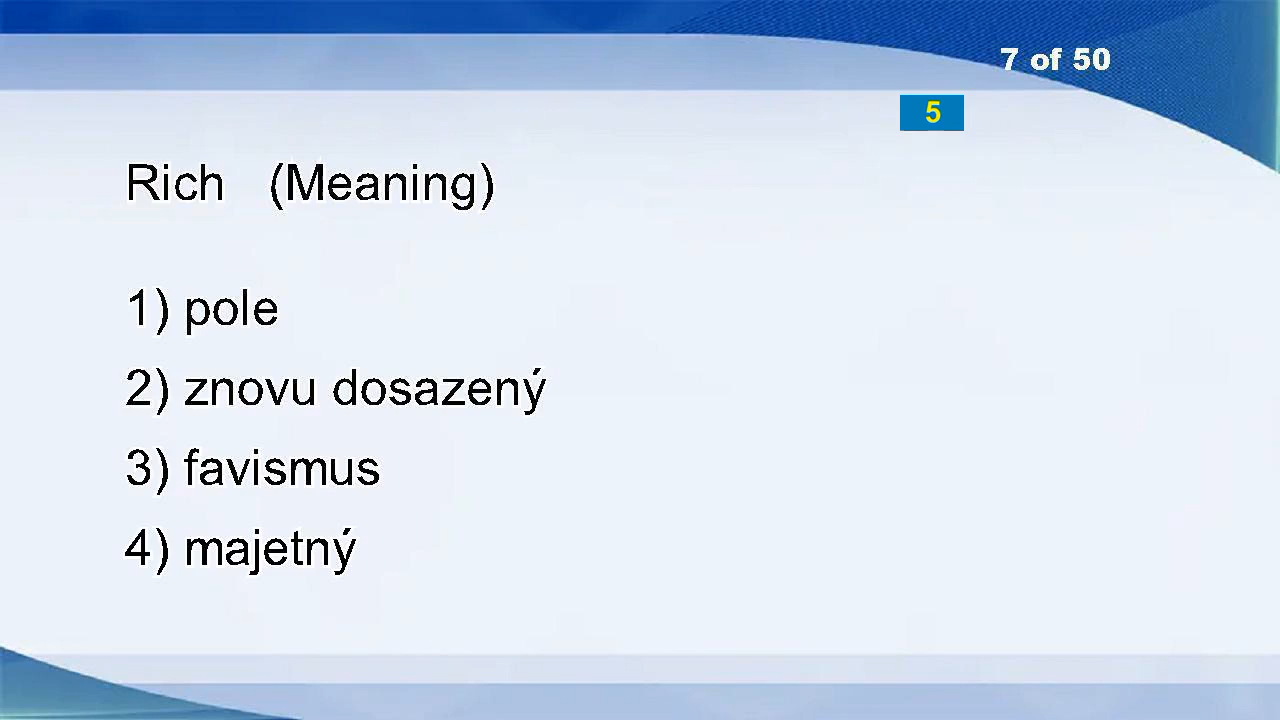 7 of 50
5
Rich (Meaning)
1) pole
2) znovu dosazený
3) favismus
4) majetný